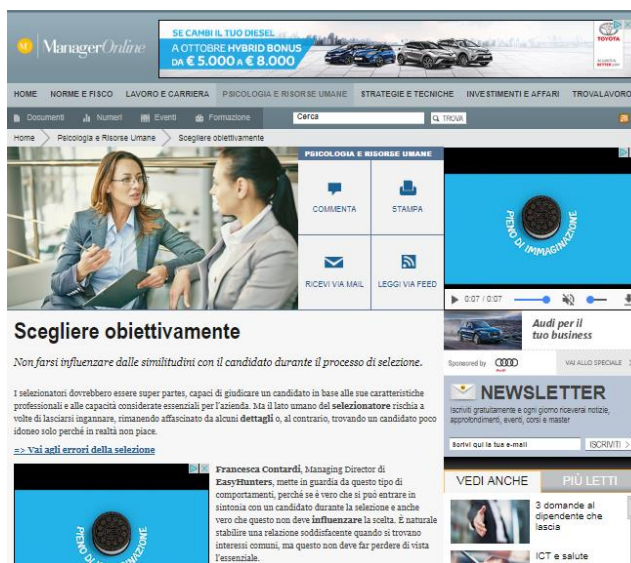 M ManagerOnline
SE CAMBI IL TUO DIESEL
A OTTOBRE HYBRID BONUS
DA € 5.000 A € 8.000
TOYOTA
HOME NORME E FISCO LAVORO E CARRIERA PSICOLOGIA E RISORSE UMANE STRATEGIE E TECNICHE INVESTIMENTI E AFFARI TROVALAVORO
Documenti Numeri Eventi Formazione Cerca TROVA
Home Psicologia e Risorse Umane Scegliere obiettivamente
PSICOLOGIA E RISORSE UMANE
COMMENTA STAMPA
RICEVI VIA MAIL LEGGI VIA FEED
PIENO DI IMMAGINAZIONE
0:07 / 0:07
Scegliere obiettivamente
Non farsi influenzare dalle similitudini con il candidato durante il processo di selezione.
I selezionatori dovrebbero essere super partes, capaci di giudicare un candidato in base alle sue caratteristiche
professionali e alle capacità considerate essenziali per l'azienda. Ma il lato umano del selezionatore rischia a
volte di lasciarsi ingannare, rimanendo affascinato da alcuni dettagli o, al contrario, trovando un candidato poco
idoneo solo perché in realtà non piace.
=> Vai agli errori della selezione
PIENO DI IMMAGINAZIONE
Francesca Contardi, Managing Director di
EasyHunters, mette in guardia da questo tipo di
comportamenti, perché se è vero che si può entrare in
sintonia con un candidato durante la selezione e anche
vero che questo non deve influenzare la scelta. È naturale
stabilire una relazione soddisfacente quando si trovano
interessi comuni, ma questo non deve far perdere di vista
l'essenziale.
Audi per il
tuo business
Sponsored by Audi VAI ALLO SPECIALE
NEWSLETTER
Iscriviti gratuitamente e ogni giorno riceverai notizie,
approfondimenti, eventi, corsi e master
Scrivi qui la tua e-mail ISCRIVITI >
VEDI ANCHE PIÙ LETTI
3 domande al
dipendente che
lascia
ICT e salute